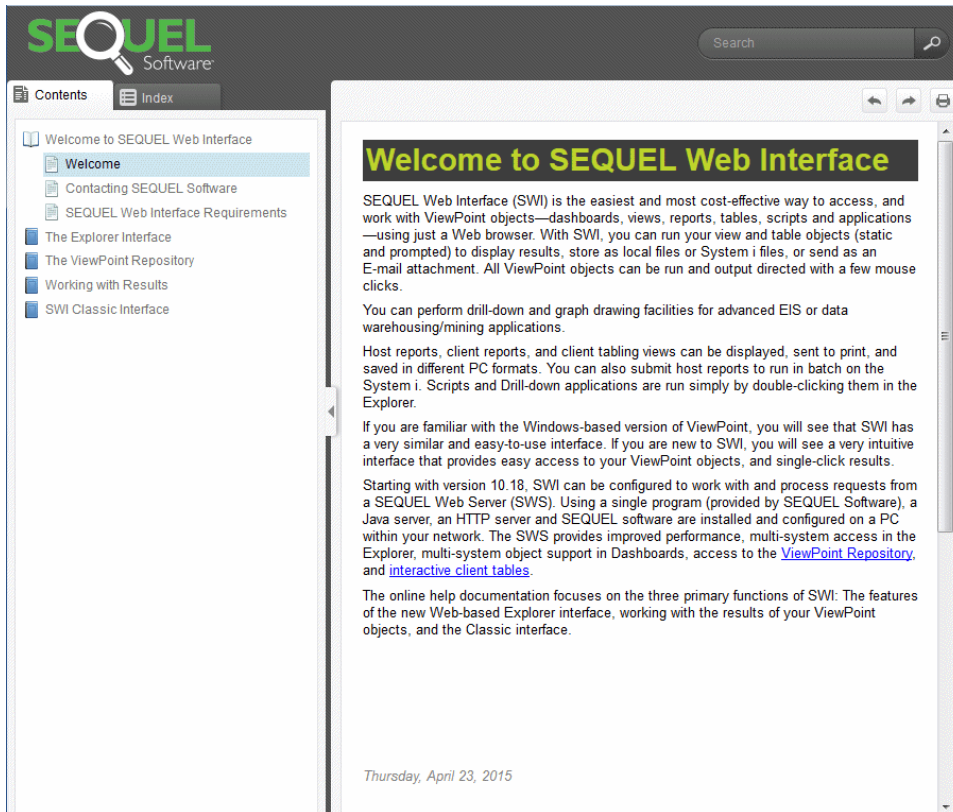 SEQUEL
Software
Search
Contents
Index
Welcome to SEQUEL Web Interface
Welcome
Contacting SEQUEL Software
SEQUEL Web Interface Requirements
The Explorer Interface
The ViewPoint Repository
Working with Results
SWI Classic Interface
Welcome to SEQUEL Web Interface
SEQUEL Web Interface (SWI) is the easiest and most cost-effective way to access, and
work with ViewPoint objects—dashboards, views, reports, tables, scripts and applications
—using just a Web browser. With SWI, you can run your view and table objects (static
and prompted) to display results, store as local files or System i files, or send as an
E-mail attachment. All ViewPoint objects can be run and output directed with a few mouse
clicks.
You can perform drill-down and graph drawing facilities for advanced EIS or data
warehousing/mining applications.
Host reports, client reports, and client tabling views can be displayed, sent to print, and
saved in different PC formats. You can also submit host reports to run in batch on the
System i. Scripts and Drill-down applications are run simply by double-clicking them in the
Explorer.
If you are familiar with the Windows-based version of ViewPoint, you will see that SWI has
a very similar and easy-to-use interface. If you are new to SWI, you will see a very intuitive
interface that provides easy access to your ViewPoint objects, and single-click results.
Starting with version 10.18, SWI can be configured to work with and process requests from
a SEQUEL Web Server (SWS). Using a single program (provided by SEQUEL Software), a
Java server, an HTTP server and SEQUEL software are installed and configured on a PC
within your network. The SWS provides improved performance, multi-system access in the
Explorer, multi-system object support in Dashboards, access to the ViewPoint Repository,
and interactive client tables.
The online help documentation focuses on the three primary functions of SWI: The features
of the new Web-based Explorer interface, working with the results of your ViewPoint
objects, and the Classic interface.
Thursday, April 23, 2015